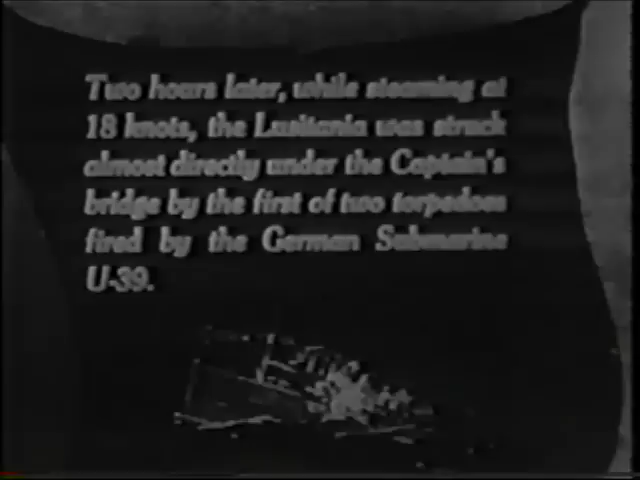 Two hours later, while steaming at
18 knots, the Lusitania was struck
almost directly under the Captain's
bridge by the first of two torpedoes
fired by the German Submarine
U-39.